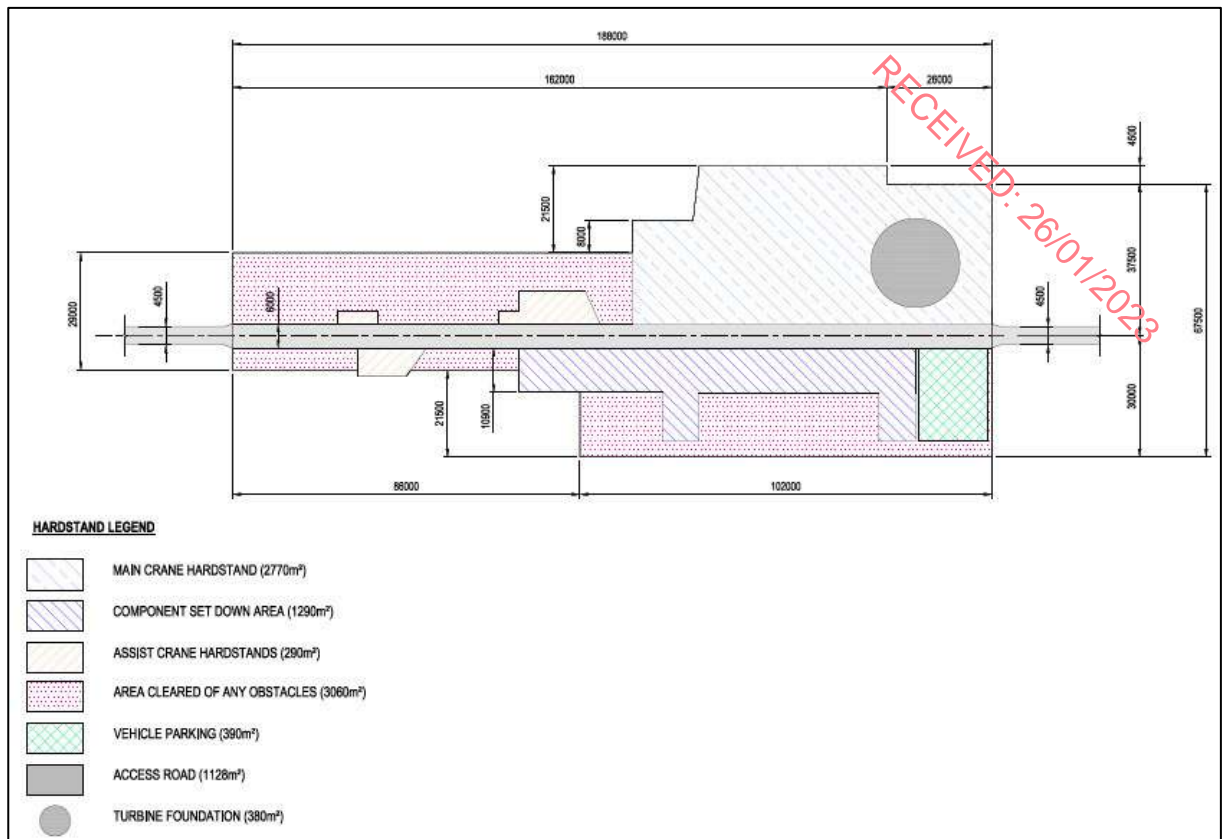 188000
162000
26000
RECEIVED: 26/01/2023
4500
21500
8000
37500
29000
4500
6000
4500
67500
10900
21500
30000
86000
102000
HARDSTAND LEGEND
MAIN CRANE HARDSTAND (2770m²)
COMPONENT SET DOWN AREA (1290m²)
ASSIST CRANE HARDSTANDS (290m²)
AREA CLEARED OF ANY OBSTACLES (3060m²)
VEHICLE PARKING (390m²)
ACCESS ROAD (1128m²)
TURBINE FOUNDATION (380m²)